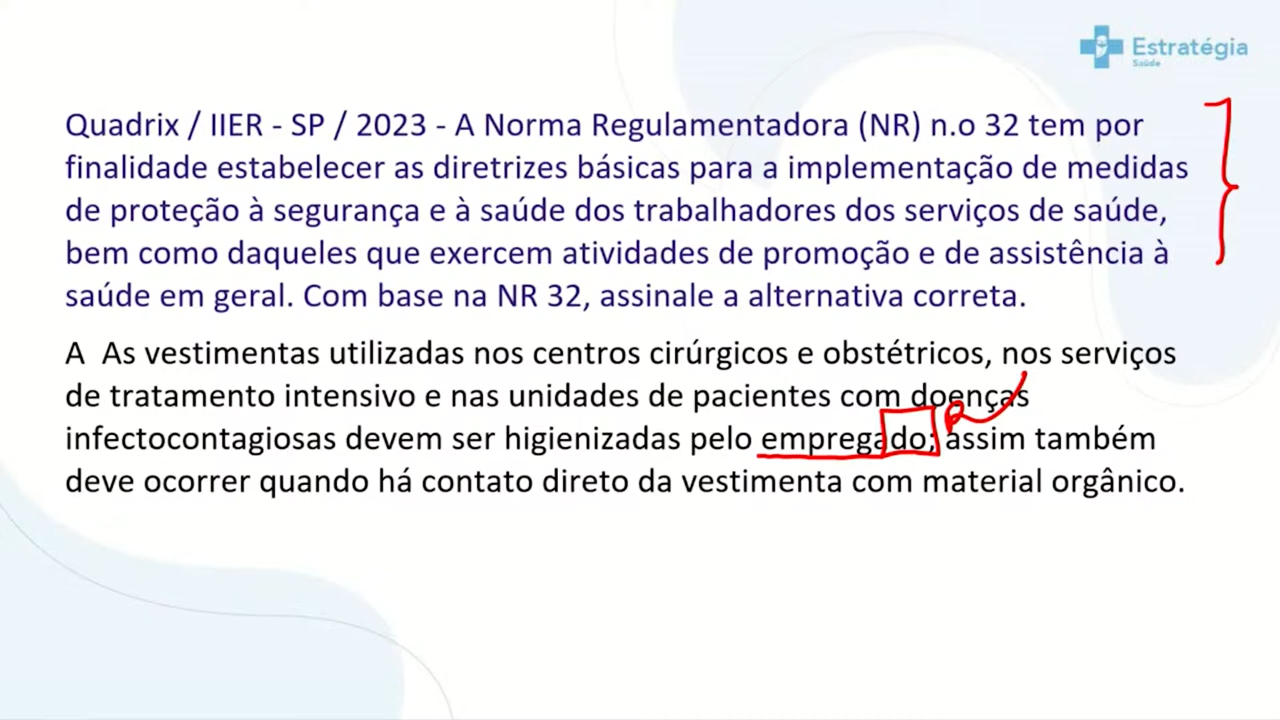 Estratégia
Saúde
Quadrix / IIER - SP / 2023 - A Norma Regulamentadora (NR) n.o 32 tem por
finalidade estabelecer as diretrizes básicas para a implementação de medidas
de proteção à segurança e à saúde dos trabalhadores dos serviços de saúde,
bem como daqueles que exercem atividades de promoção e de assistência à
saúde em geral. Com base na NR 32, assinale a alternativa correta.
A As vestimentas utilizadas nos centros cirúrgicos e obstétricos, nos serviços
de tratamento intensivo e nas unidades de pacientes com doenças
infectocontagiosas devem ser higienizadas pelo empregado; assim também
deve ocorrer quando há contato direto da vestimenta com material orgânico.